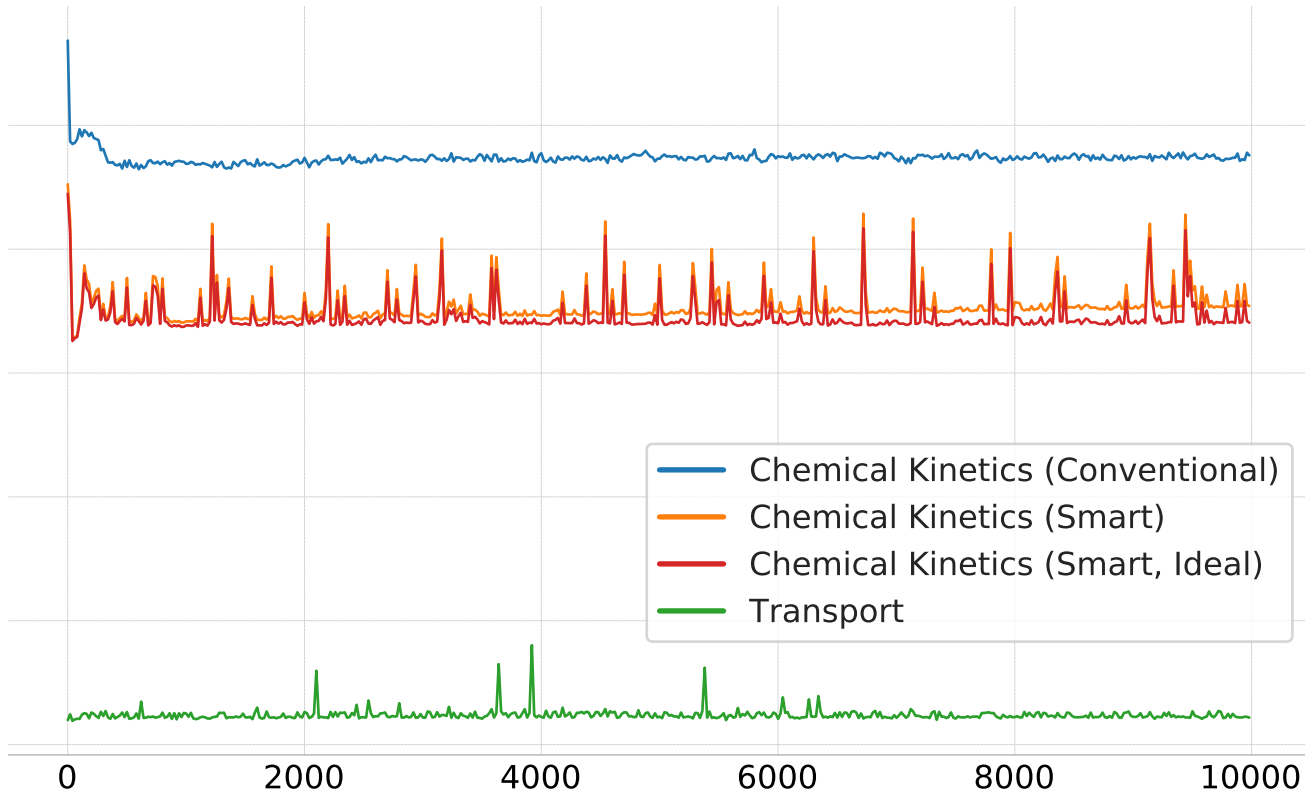 Chemical Kinetics (Conventional)
Chemical Kinetics (Smart)
Chemical Kinetics (Smart, Ideal)
Transport
0 2000 4000 6000 8000 10000